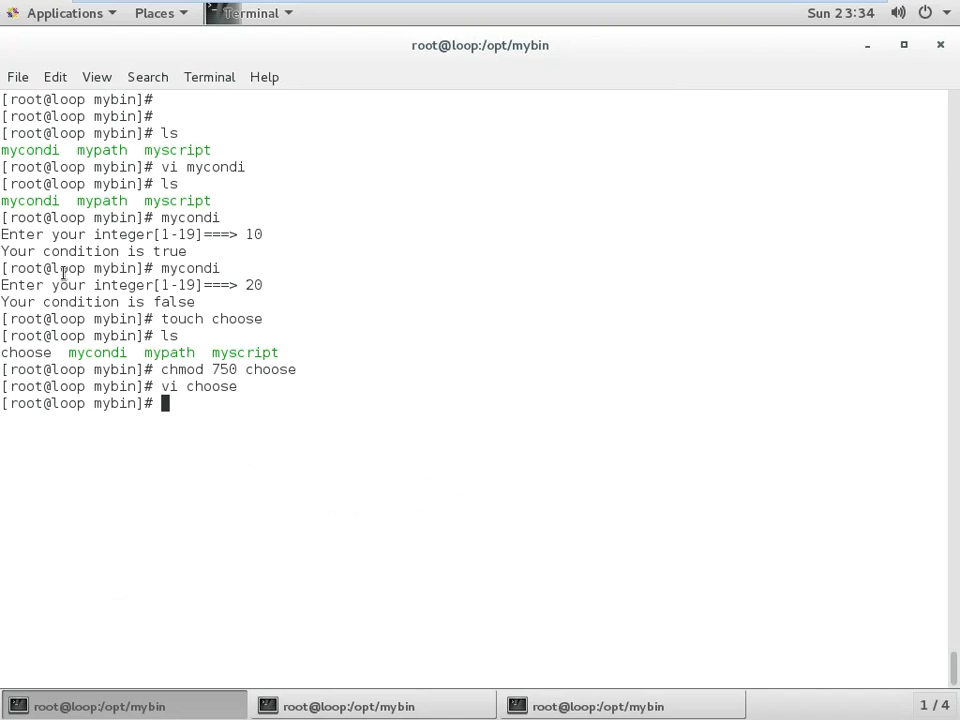 Applications Places Terminal Sun 23:34
root@loop:/opt/mybin
File Edit View Search Terminal Help
[root@loop mybin]#
[root@loop mybin]#
[root@loop mybin]# ls
mycondi mypath myscript
[root@loop mybin]# vi mycondi
[root@loop mybin]# ls
mycondi mypath myscript
[root@loop mybin]# mycondi
Enter your integer[1-19]===> 10
Your condition is true
[root@loop mybin]# mycondi
Enter your integer[1-19]===> 20
Your condition is false
[root@loop mybin]# touch choose
[root@loop mybin]# ls
choose mycondi mypath myscript
[root@loop mybin]# chmod 750 choose
[root@loop mybin]# vi choose
[root@loop mybin]#
root@loop:/opt/mybin root@loop:/opt/mybin root@loop:/opt/mybin 1 / 4